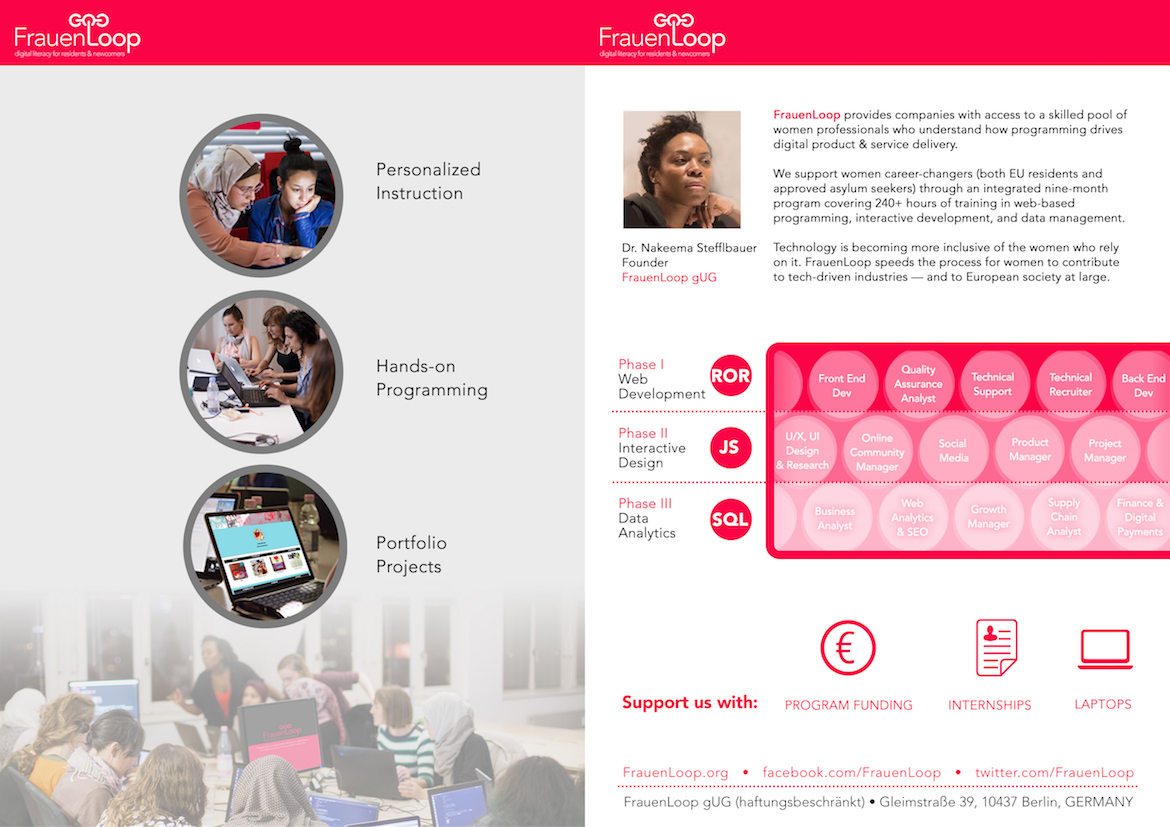 FrauenLoop
digital literacy for residents & newcomers
Personalized
Instruction
Hands-on
Programming
Portfolio
Projects
FrauenLoop
FrauenLoop
digital literacy for residents & newcomers
Dr. Nakeema Stefflbauer
Founder
FrauenLoop gUG
FrauenLoop provides companies with access to a skilled pool of
women professionals who understand how programming drives
digital product & service delivery.
We support women career-changers (both EU residents and
approved asylum seekers) through an integrated nine-month
program covering 240+ hours of training in web-based
programming, interactive development, and data management.
Technology is becoming more inclusive of the women who rely
on it. FrauenLoop speeds the process for women to contribute
to tech-driven industries — and to European society at large.
Phase I
Web
Development
ROR
Front End
Dev
Quality
Assurance
Analyst
Technical
Support
Technical
Recruiter
Back End
Dev
Phase II
Interactive
Design
JS
U/X, UI
Design
& Research
Online
Community
Manager
Social
Media
Product
Manager
Project
Manager
Phase III
Data
Analytics
SQL
Business
Analyst
Web
Analytics
& SEO
Growth
Manager
Supply
Chain
Analyst
Finance &
Digital
Payments
Support us with:
€
PROGRAM FUNDING
INTERNSHIPS
LAPTOPS
FrauenLoop.org • facebook.com/FrauenLoop • twitter.com/FrauenLoop
FrauenLoop gUG (haftungsbeschränkt) • Gleimstraße 39, 10437 Berlin, GERMANY